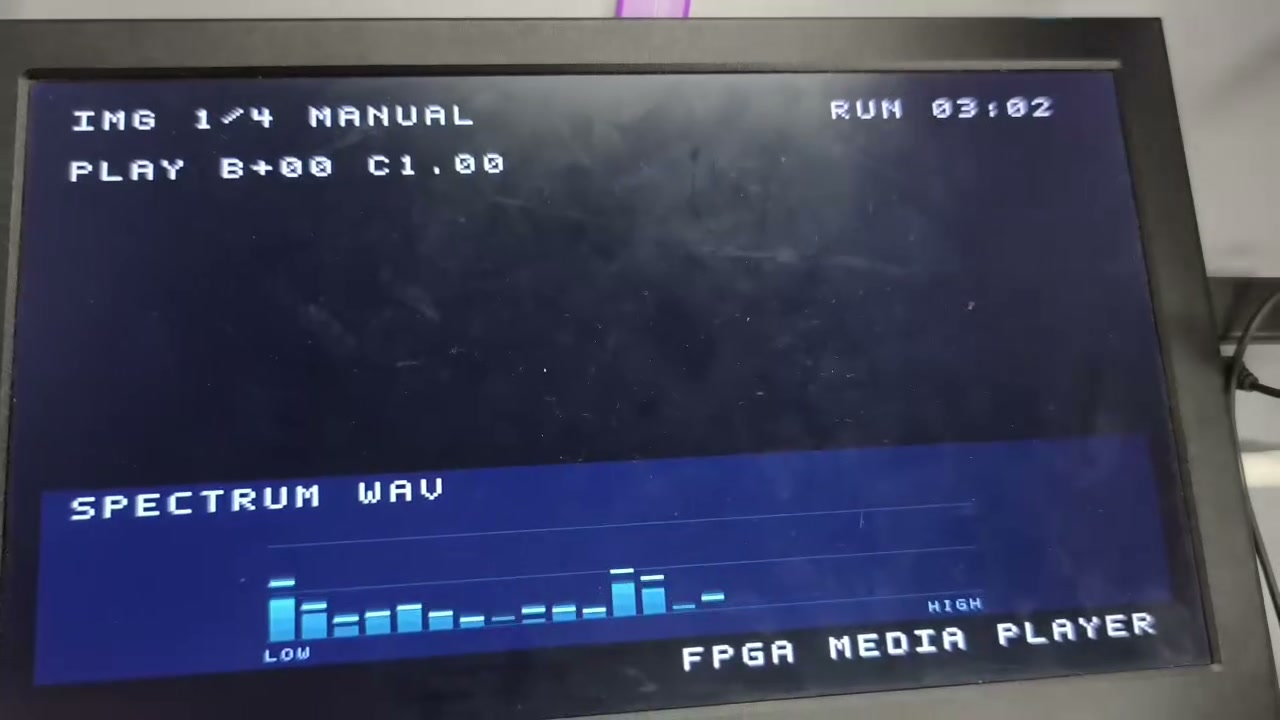 IMG 1/4 MANUAL
RUN 03:02
PLAY B+00 C1.00
SPECTRUM WAV
HIGH
LOW
FPGA MEDIA PLAYER